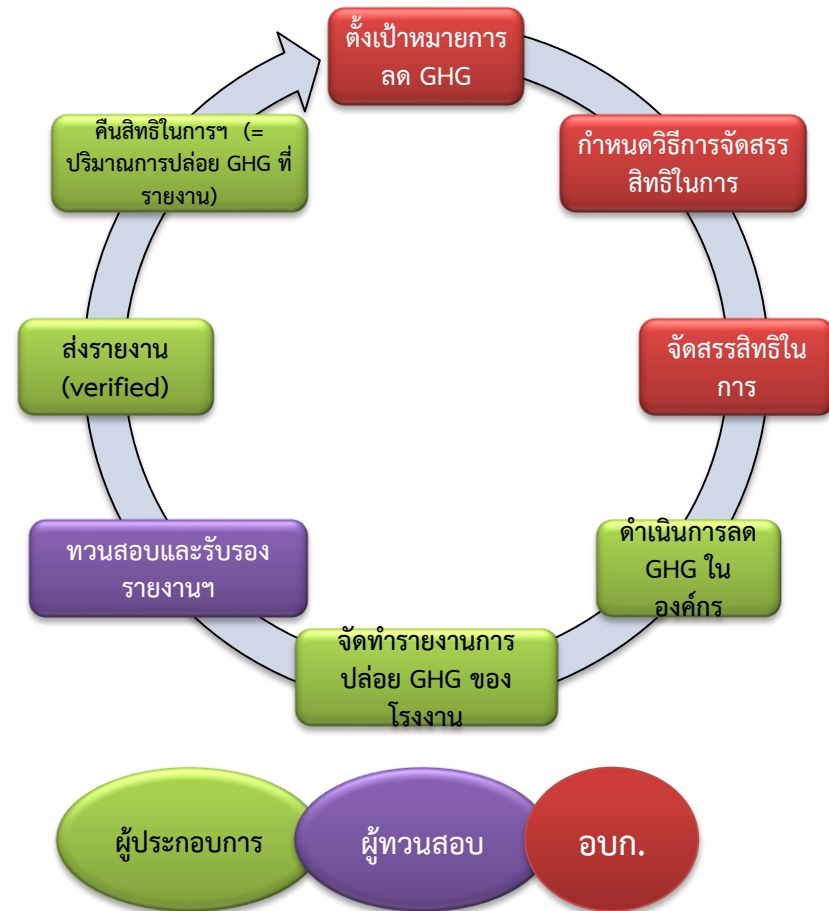 ตั้งเป้าหมายการ
ลด GHG
กำหนดวิธีการจัดสรร
สิทธิในการ
จัดสรรสิทธิใน
การ
ดำเนินการลด
GHG ใน
องค์กร
จัดทำรายงานการ
ปล่อย GHG ของ
โรงงาน
ทวนสอบและรับรอง
รายงานฯ
ส่งรายงาน
(verified)
คืนสิทธิในการฯ (=
ปริมาณการปล่อย GHG ที่
รายงาน)
ผู้ประกอบการ
ผู้ทวนสอบ
อบก.